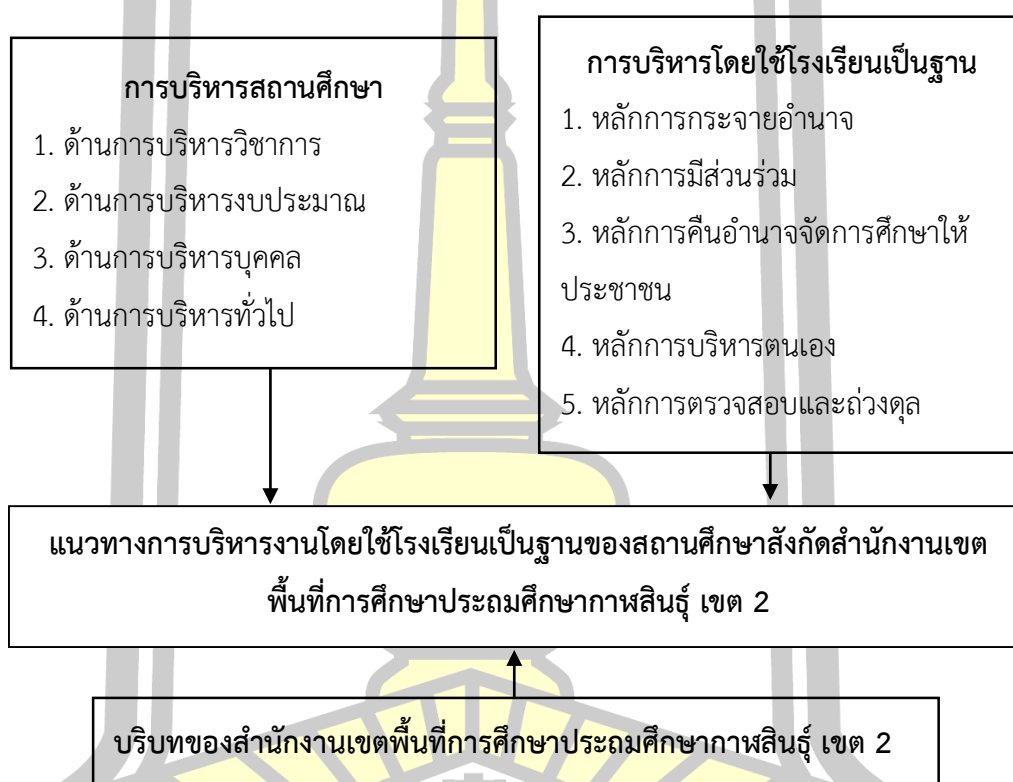 การบริหารสถานศึกษา
1. ด้านการบริหารวิชาการ
2. ด้านการบริหารงบประมาณ
3. ด้านการบริหารบุคคล
4. ด้านการบริหารทั่วไป
การบริหารโดยใช้โรงเรียนเป็นฐาน
1. หลักการกระจายอำนาจ
2. หลักการมีส่วนร่วม
3. หลักการคืนอำนาจจัดการศึกษาให้
ประชาชน
4. หลักการบริหารตนเอง
5. หลักการตรวจสอบและถ่วงดุล
แนวทางการบริหารงานโดยใช้โรงเรียนเป็นฐานของสถานศึกษาสังกัดสำนักงานเขต
พื้นที่การศึกษาประถมศึกษากาฬสินธุ์ เขต 2
บริบทของสำนักงานเขตพื้นที่การศึกษาประถมศึกษากาฬสินธุ์ เขต 2